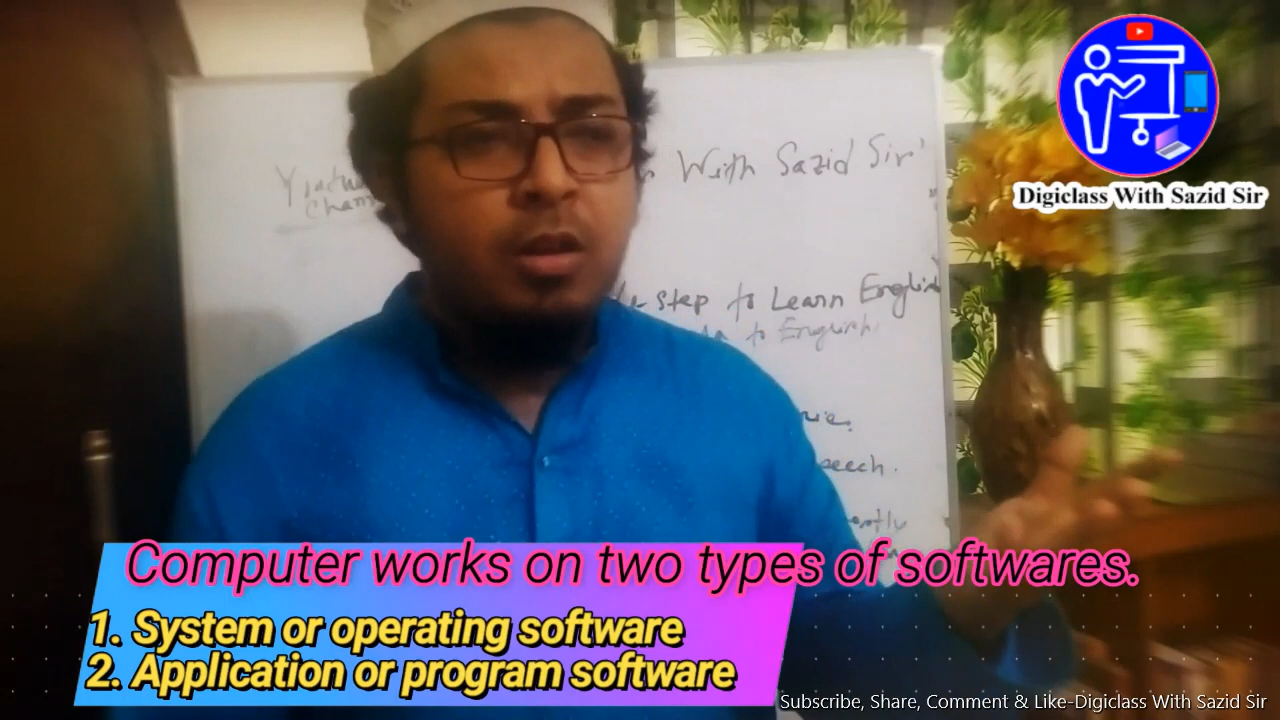 With Sazid Sir'
Digiclass With Sazid Sir
step to Learn English
to English.
Computer works on two types of softwares.
1. System or operating software
2. Application or program software
Subscribe, Share, Comment & Like-Digiclass With Sazid Sir